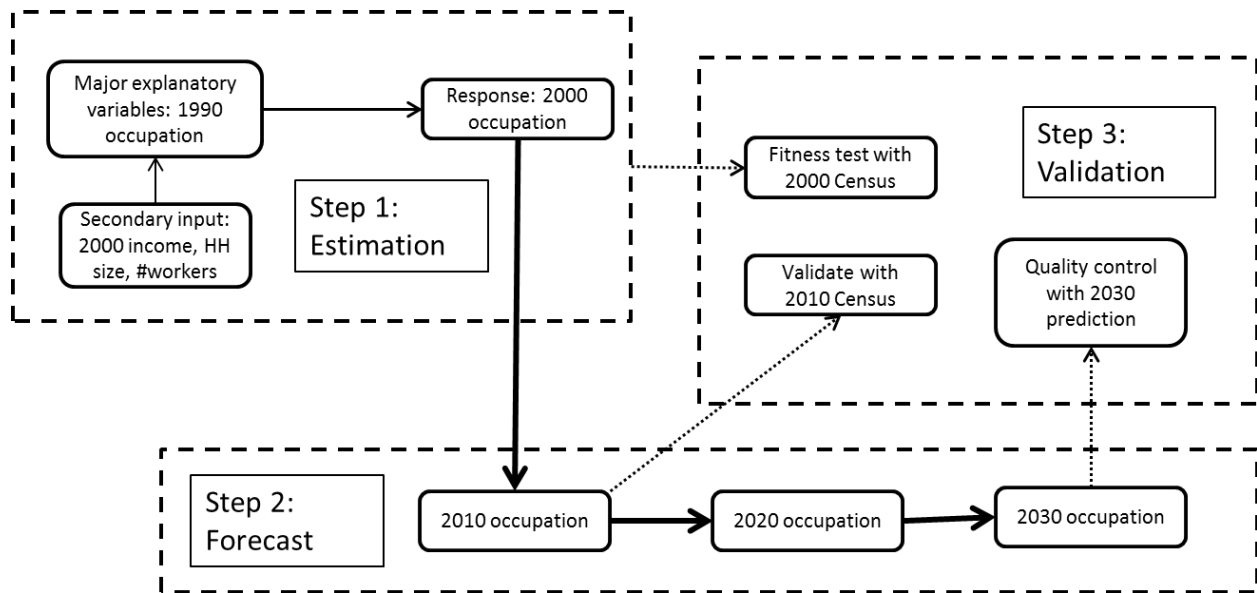 Major explanatory
variables: 1990
occupation
Response: 2000
occupation
Secondary input:
2000 income, HH
size, #workers
Step 1:
Estimation
Fitness test with
2000 Census
Step 3:
Validation
Validate with
2010 Census
Quality control
with 2030
prediction
Step 2:
Forecast
2010 occupation
2020 occupation
2030 occupation